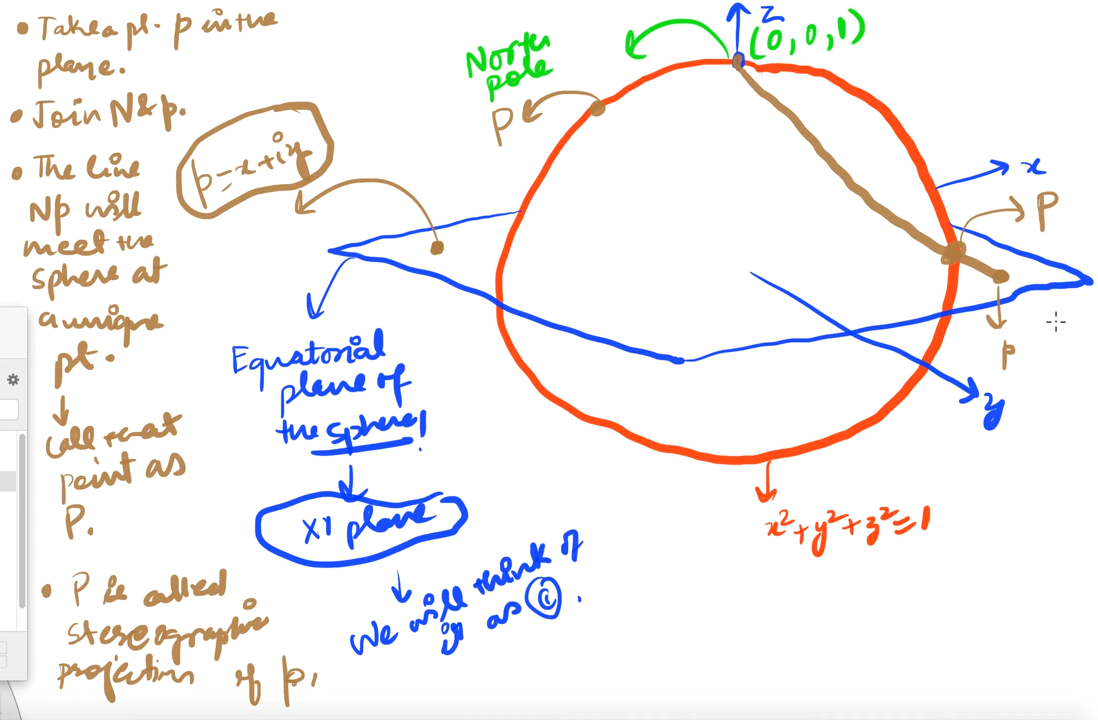 • Take a pt. p in the
plane.
• Join N & p.
• The line
Np will
meet the
sphere at
a unique
pt.
↓
Call that
point as
P.
• P is called
stereographic
projection of p.
p = x + iy
North
pole
P
z
(0, 0, 1)
x
P
p
y
Equatorial
plane of
the sphere!
XY plane
We will think of
it as ℂ.
x² + y² + z² = 1